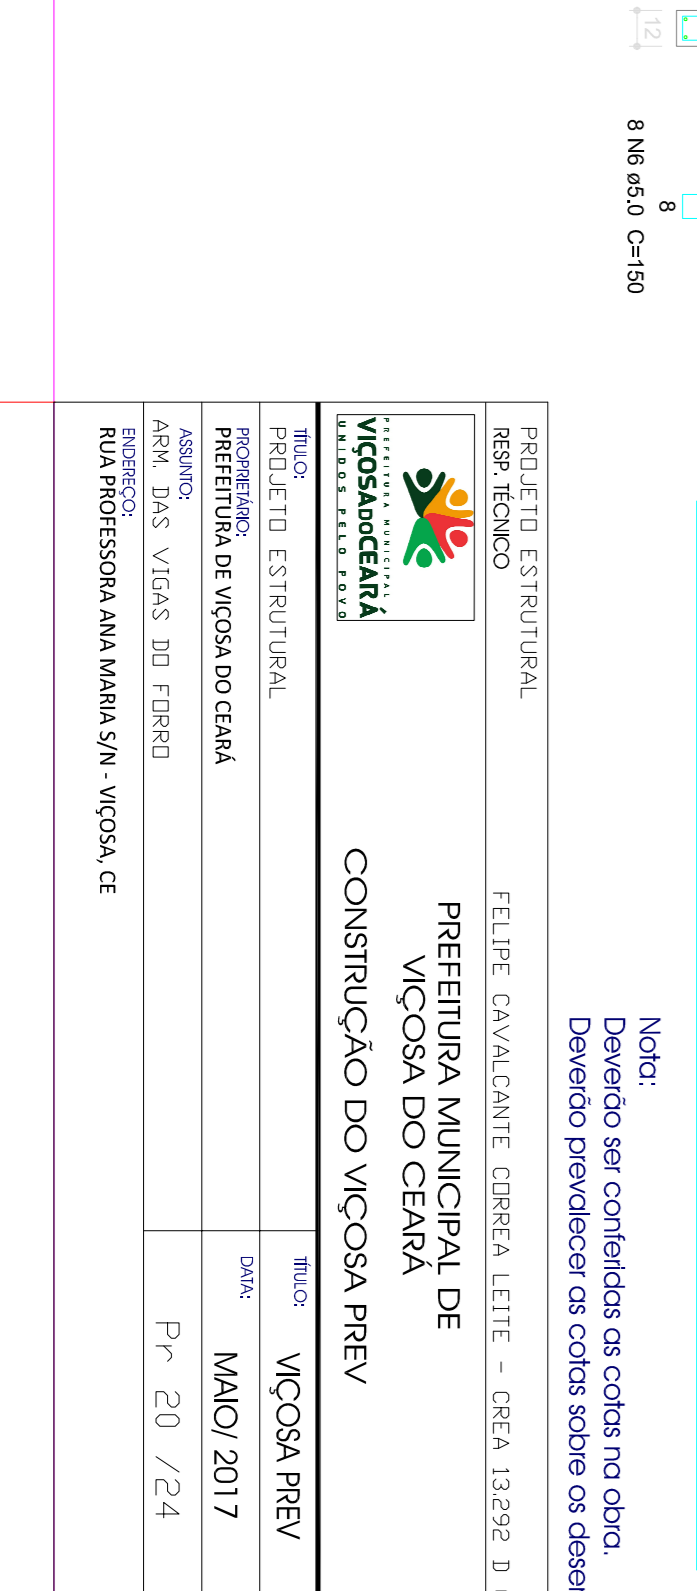 12
8
8 N6 ø5.0 C=150
Nota:
Deverão ser conferidas as cotas na obra.
Deverão prevalecer as cotas sobre os
PROJETO ESTRUTURAL
RESP. TÉCNICO
FELIPE CAVALCANTE CORREA LEITE - CREA 13.292 D
PREFEITURA MUNICIPAL
VIÇOSA DO CEARÁ
UNIDOS PELO POVO
PREFEITURA MUNICIPAL DE
VIÇOSA DO CEARÁ
CONSTRUÇÃO DO VIÇOSA PREV
TÍTULO:
PROJETO ESTRUTURAL
TÍTULO:
VIÇOSA PREV
PROPRIETÁRIO:
PREFEITURA DE VIÇOSA DO CEARÁ
DATA:
MAIO/ 2017
ASSUNTO:
ARM. DAS VIGAS DO FORRO
Pr 20 /24
ENDEREÇO:
RUA PROFESSORA ANA MARIA S/N - VIÇOSA, CE